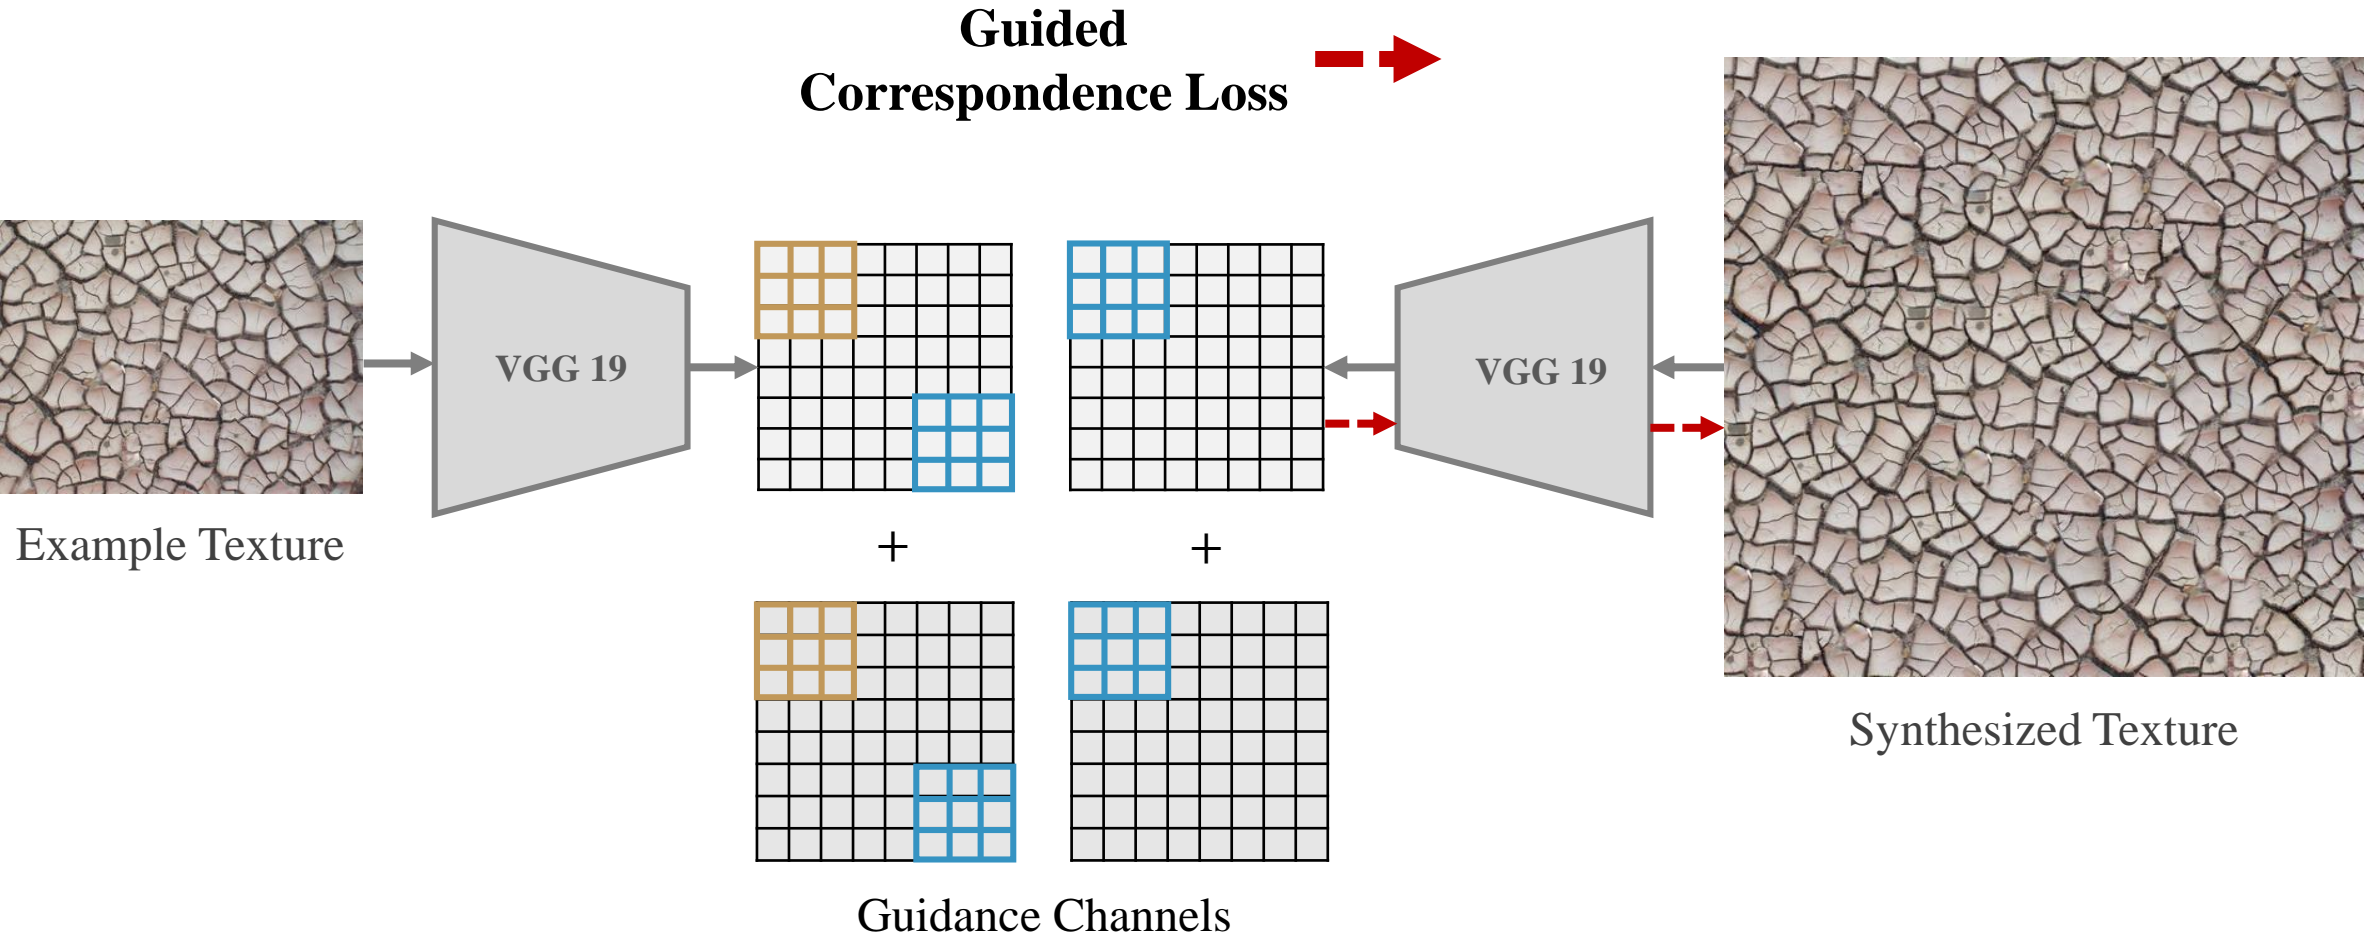 Guided
Correspondence Loss
VGG 19
VGG 19
Example Texture
+
+
Synthesized Texture
Guidance Channels